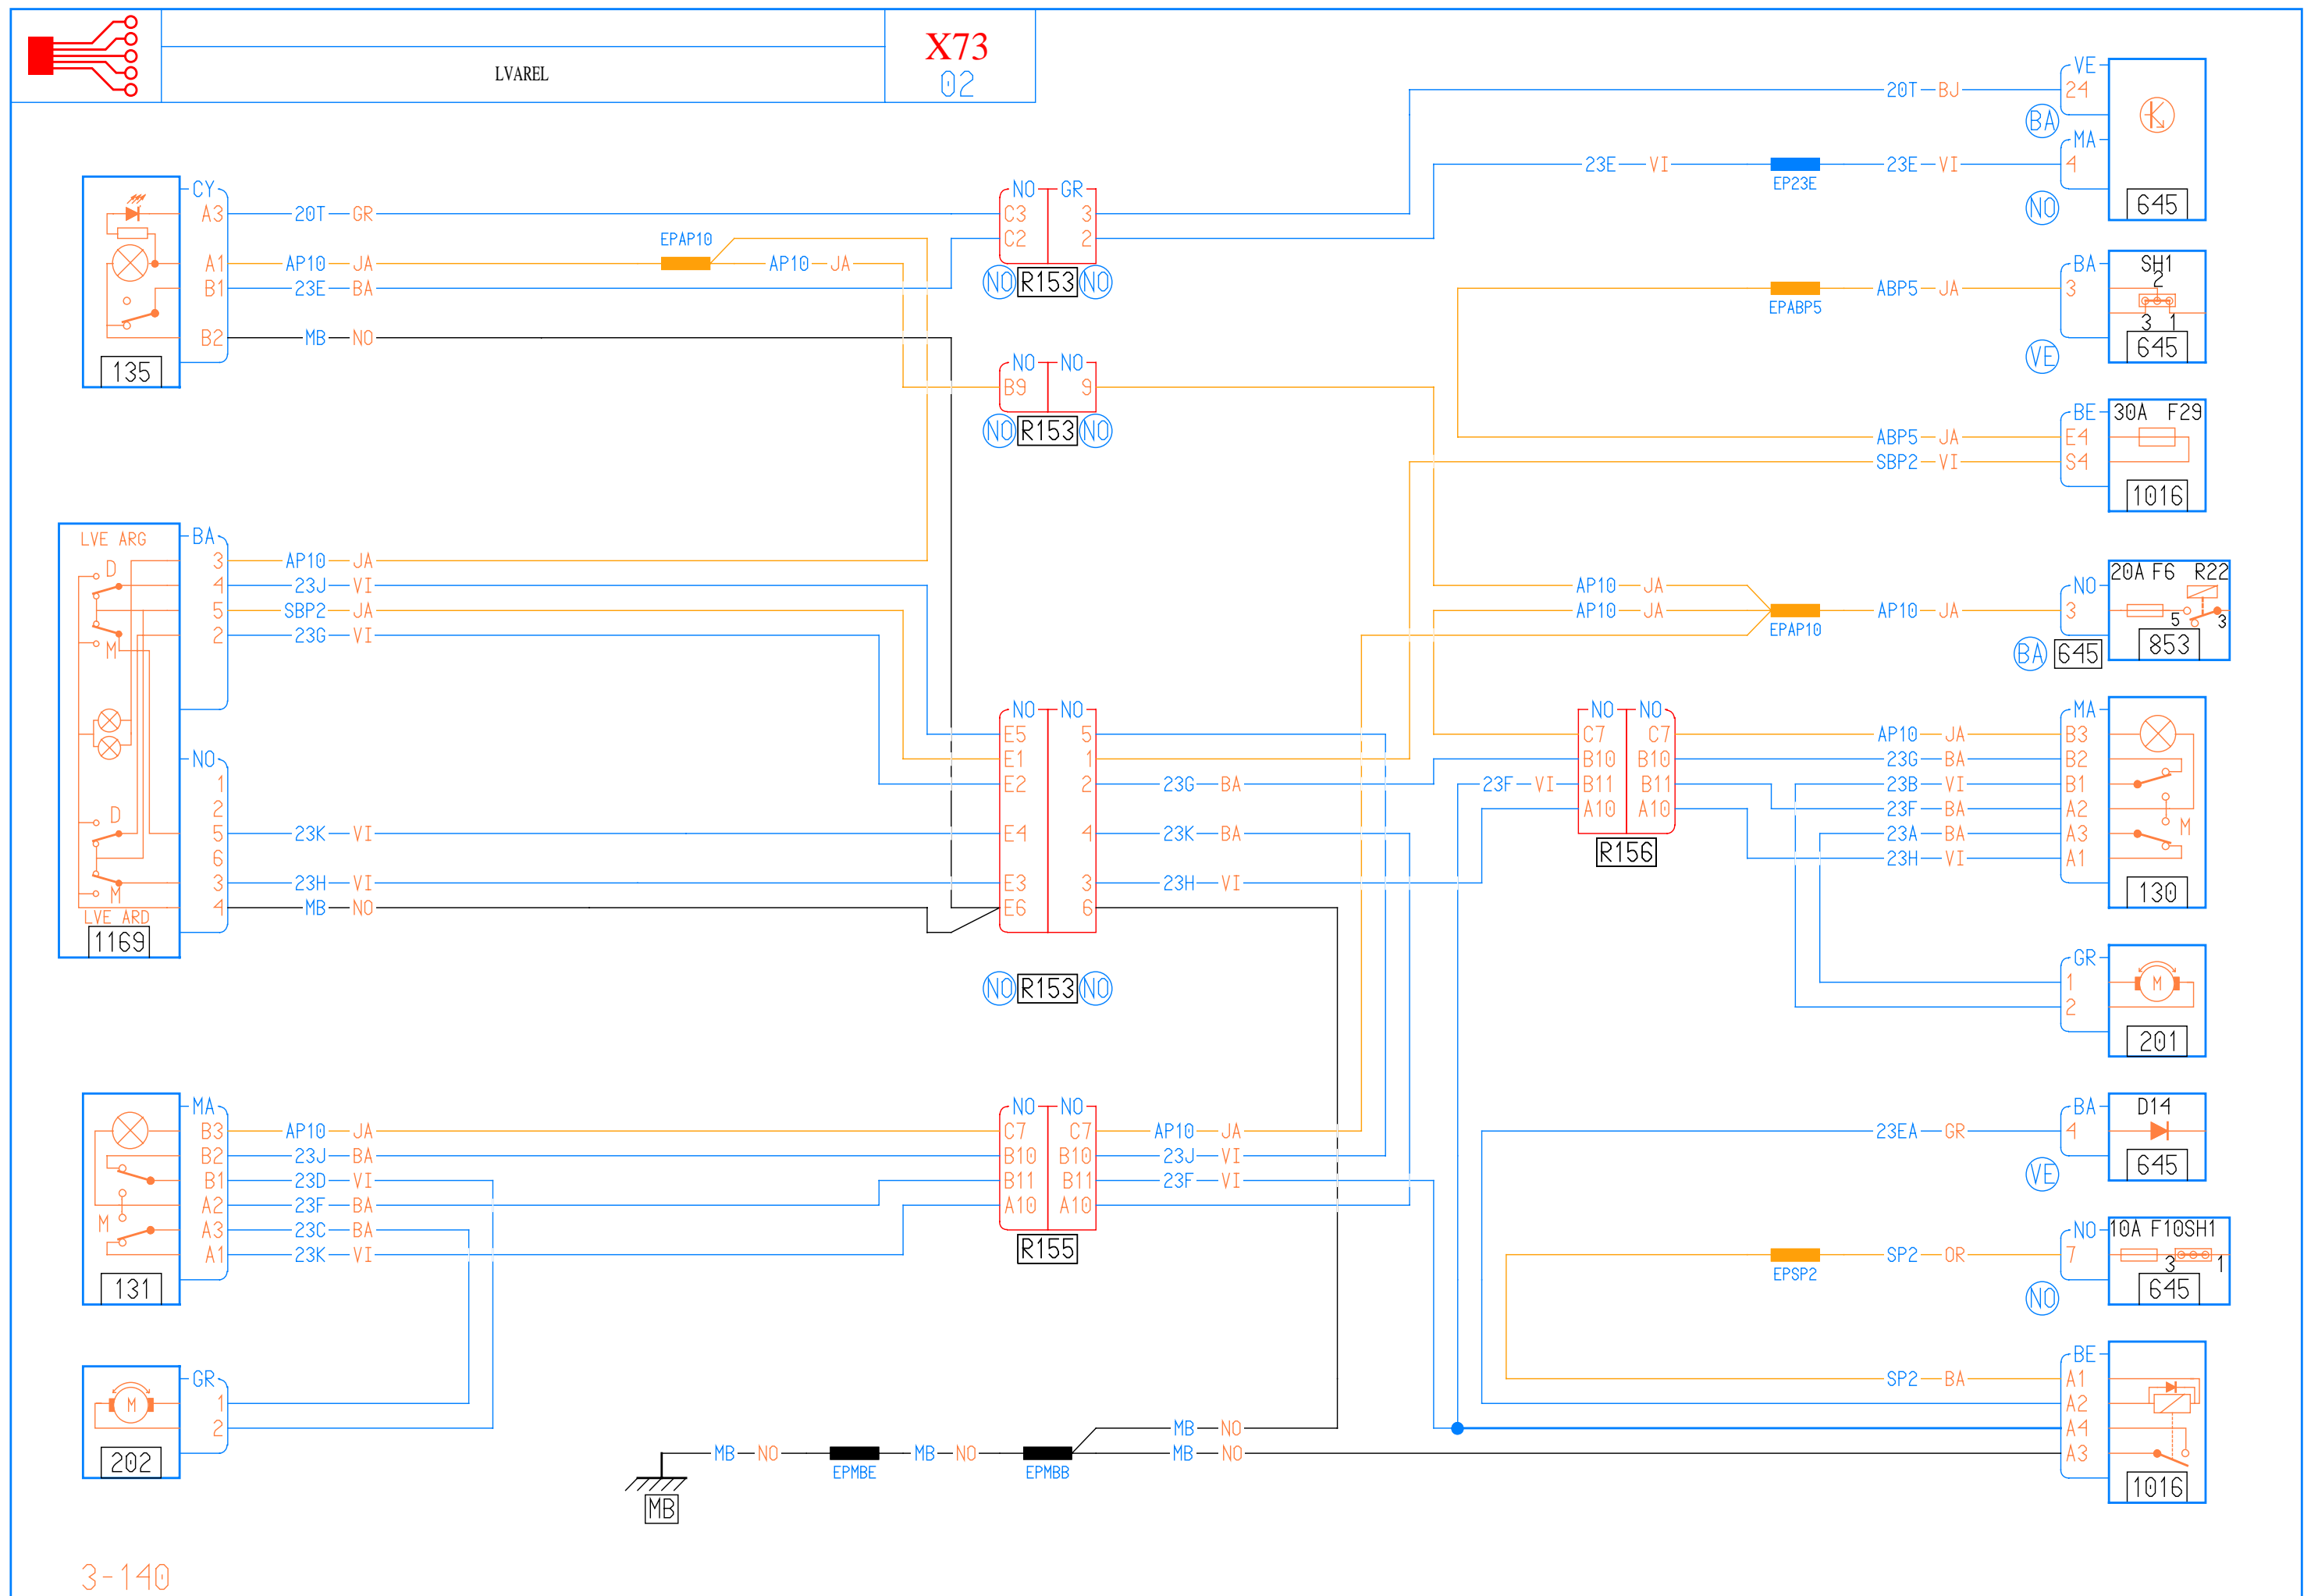 LVAREL
X73
02
135
CY
A3 20T GR
A1 AP10 JA
EPAP10
AP10 JA
B1 23E BA
B2 MB NO
NO GR
C3 3
C2 2
NO R153 NO
NO NO
B9 9
NO R153 NO
20T BJ
VE
24
BA
23E VI
EP23E
23E VI
MA
4
NO
645
ABP5 JA
EPABP5
BA
3
VE
SH1
2
3 1
645
ABP5 JA
SBP2 VI
BE
E4
S4
30A F29
1016
LVE ARG
D
M
D
M
LVE ARD
1169
BA
3 AP10 JA
4 23J VI
5 SBP2 JA
2 23G VI
NO
1
2
5 23K VI
6
3 23H VI
4 MB NO
NO NO
E5 5
E1 1
E2 2 23G BA
E4 4 23K BA
E3 3 23H VI
E6 6
NO R153 NO
AP10 JA
AP10 JA
EPAP10
AP10 JA
NO
3
BA 645
20A F6 R22
5 3
853
23F VI
NO NO
C7 C7
B10 B10
B11 B11
A10 A10
R156
MA
AP10 JA B3
23G BA B2
23B VI B1
23F BA A2
23A BA A3
23H VI A1
M
130
GR
1
2
M
201
MA
B3 AP10 JA
B2 23J BA
B1 23D VI
A2 23F BA
A3 23C BA
A1 23K VI
M
131
NO NO
C7 C7 AP10 JA
B10 B10 23J VI
B11 B11 23F VI
A10 A10
R155
23EA GR
BA
4
VE
D14
645
EPSP2
SP2 OR
NO
7
NO
10A F10SH1
3 1
645
GR
1
2
M
202
SP2 BA
BE
A1
A2
A4
A3
1016
MB NO
EPMBE
MB NO
EPMBB
MB NO
MB NO
MB
3-140